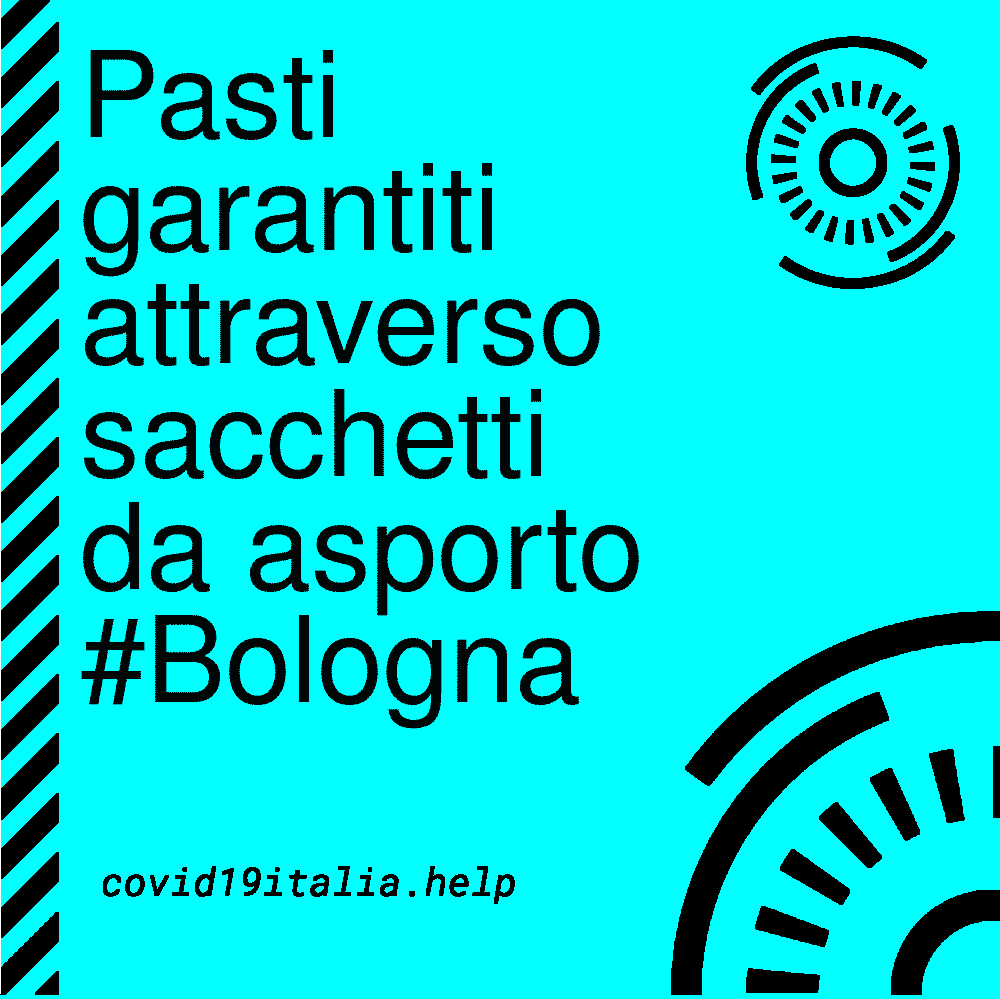 Pasti
garantiti
attraverso
sacchetti
da asporto
#Bologna
covid19italia.help